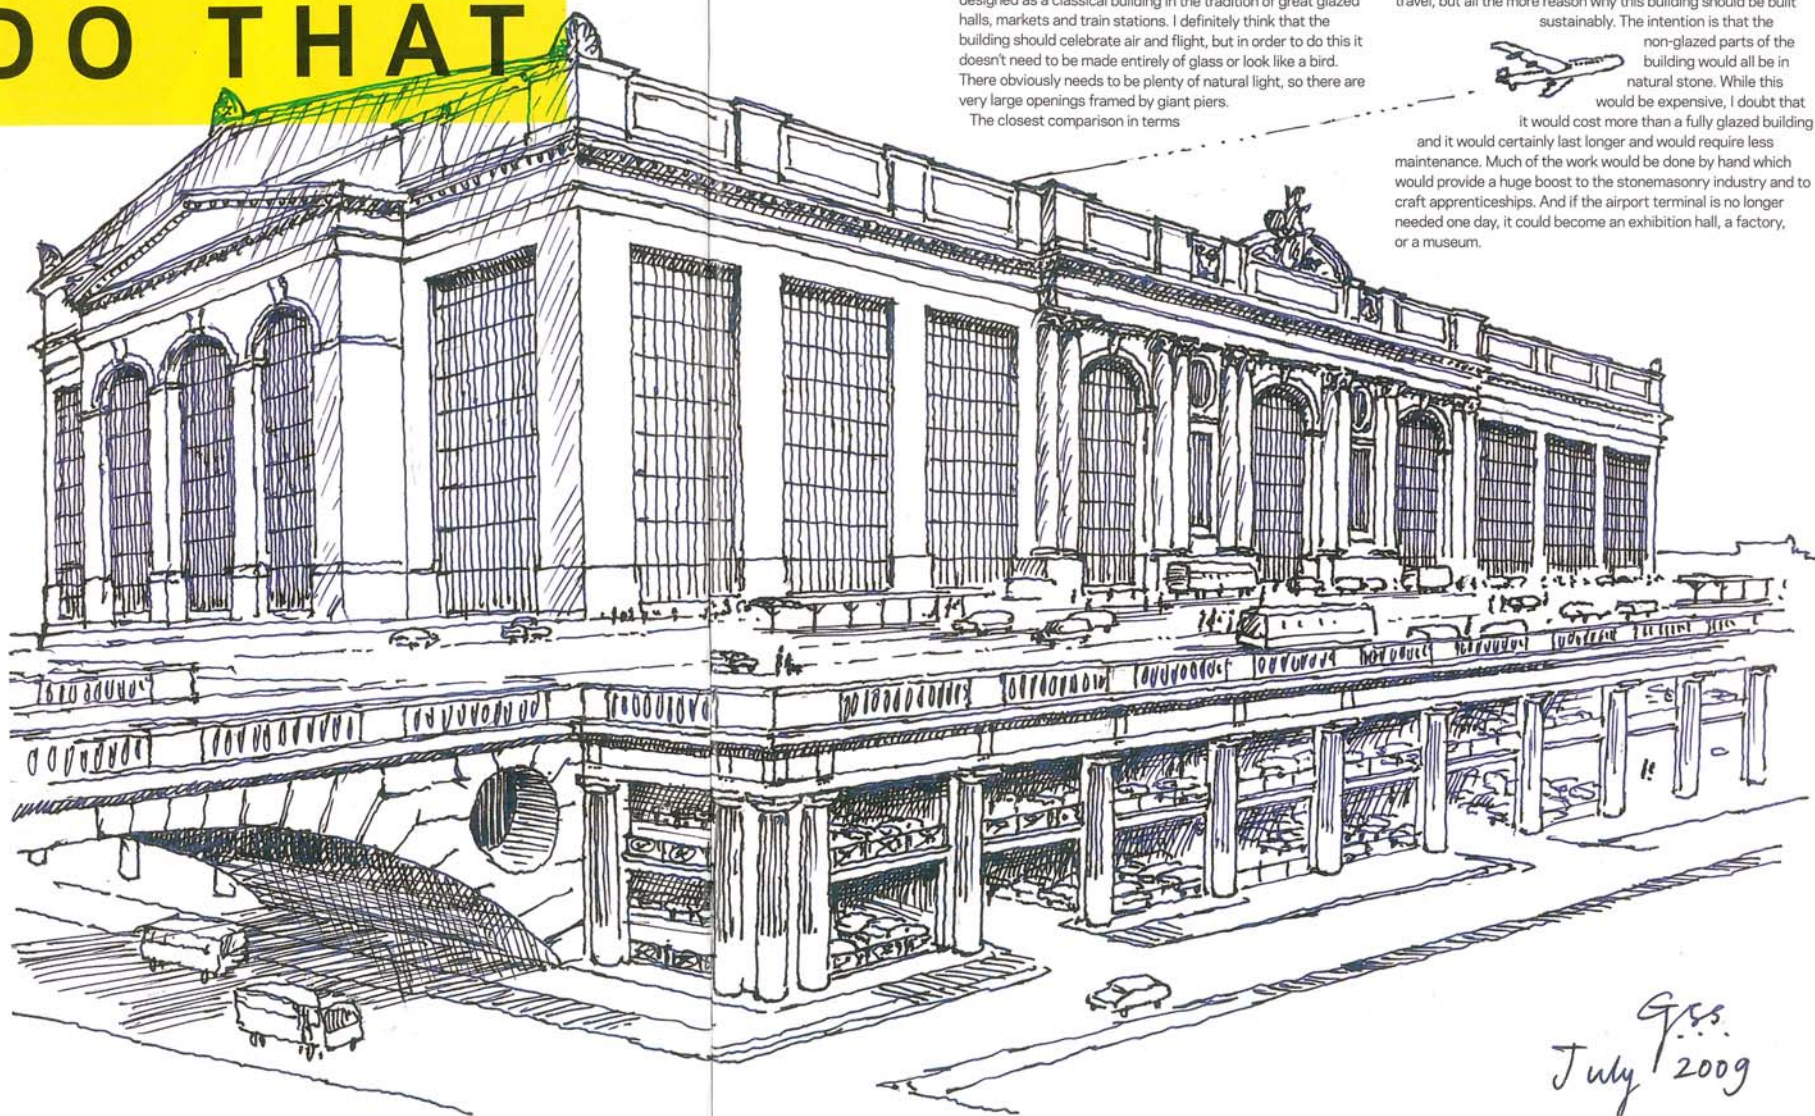 DO THAT
designed as a classical building in the tradition of great glazed
halls, markets and train stations. I definitely think that the
building should celebrate air and flight, but in order to do this it
doesn't need to be made entirely of glass or look like a bird.
There obviously needs to be plenty of natural light, so there are
very large openings framed by giant piers.
The closest comparison in terms
travel, but all the more reason why this building should be built
sustainably. The intention is that the
non-glazed parts of the
building would all be in
natural stone. While this
would be expensive, I doubt that
it would cost more than a fully glazed building
and it would certainly last longer and would require less
maintenance. Much of the work would be done by hand which
would provide a huge boost to the stonemasonry industry and to
craft apprenticeships. And if the airport terminal is no longer
needed one day, it could become an exhibition hall, a factory,
or a museum.
July 2009